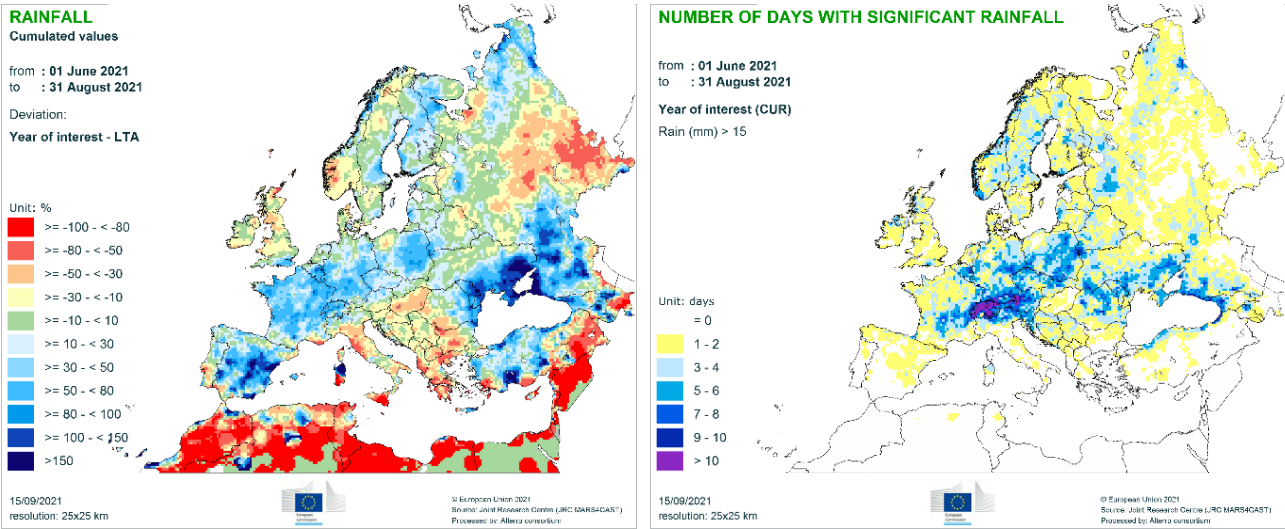 RAINFALL
Cumulated values
from : 01 June 2021
to : 31 August 2021
Deviation:
Year of interest - LTA
Unit: %
>= -100 - < -80
>= -80 - < -50
>= -50 - < -30
>= -30 - < -10
>= -10 - < 10
>= 10 - < 30
>= 30 - < 50
>= 50 - < 80
>= 80 - < 100
>= 100 - < 150
>150
15/09/2021
resolution: 25x25 km
European
Commission
© European Union 2021
Source: Joint Research Centre (JRC MARS4CAST)
Processed by: Alterra consortium
NUMBER OF DAYS WITH SIGNIFICANT RAINFALL
from : 01 June 2021
to : 31 August 2021
Year of interest (CUR)
Rain (mm) > 15
Unit: days
= 0
1 - 2
3 - 4
5 - 6
7 - 8
9 - 10
> 10
15/09/2021
resolution: 25x25 km
European
Commission
© European Union 2021
Source: Joint Research Centre (JRC MARS4CAST)
Processed by: Alterra consortium